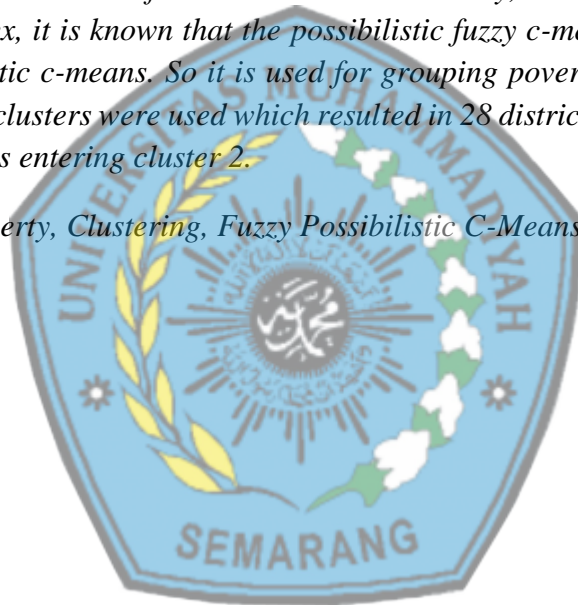 ex, it is known that the possibilistic fuzzy c-me
tic c-means. So it is used for grouping pover
clusters were used which resulted in 28 distric
s entering cluster 2.
erty, Clustering, Fuzzy Possibilistic C-Means
UNIVERSITAS MUHAMMADIYAH
SEMARANG